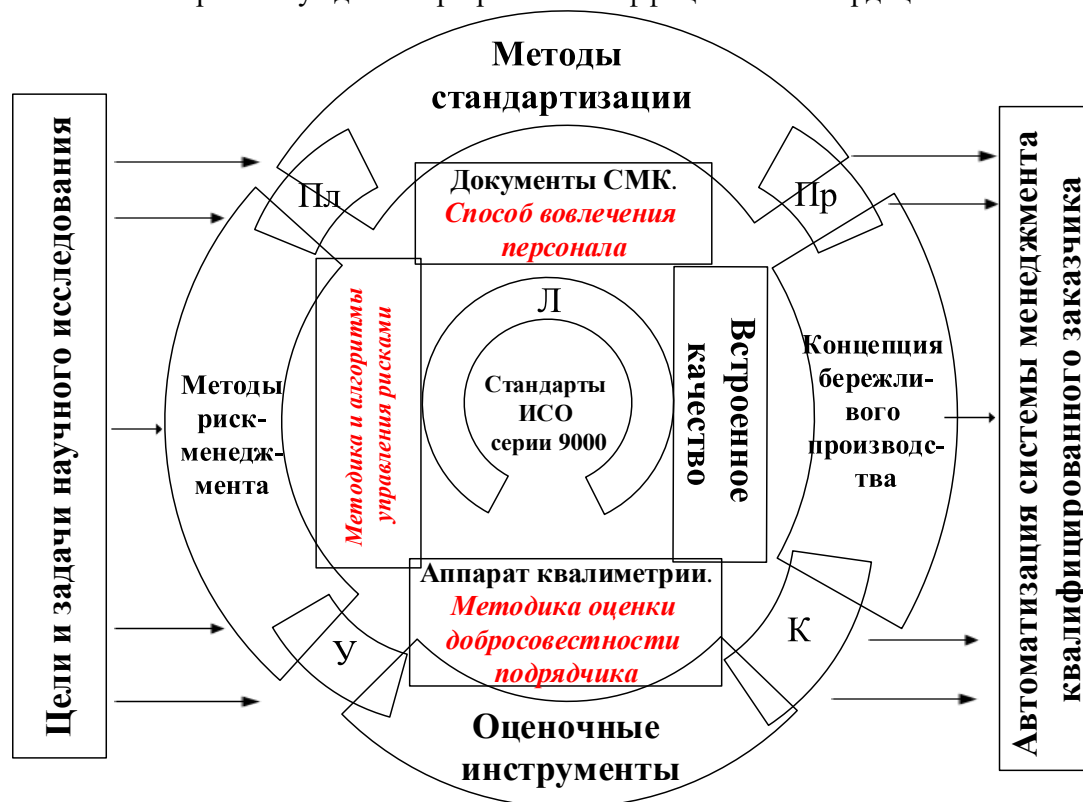 Цели и задачи научного исследования
Методы
стандартизации
Пл
Пр
Документы СМК.
Способ вовлечения
персонала
Методы
риск-
менедж-
мента
Методика и алгоритмы
управления рисками
Л
Стандарты
ИСО
серии 9000
Встроенное
качество
Концепция
бережли-
вого
производс-
тва
Аппарат квалиметрии.
Методика оценки
добросовестности
подрядчика
У
К
Оценочные
инструменты
Автоматизация системы менеджмента
квалифицированного заказчика